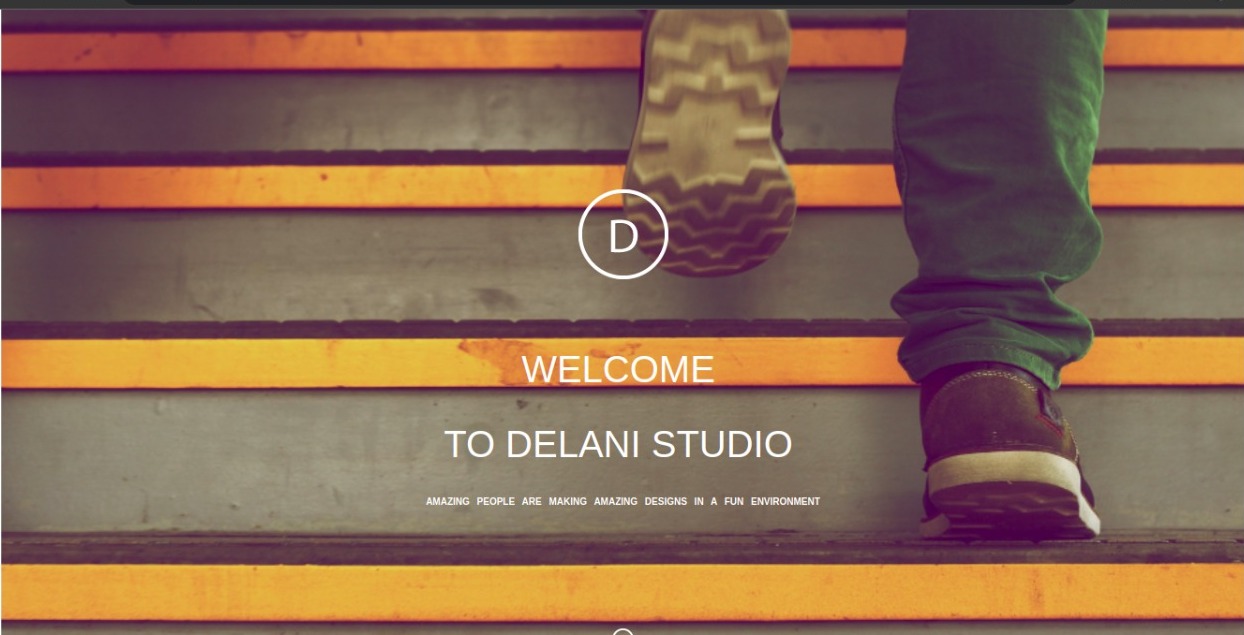 D
WELCOME
TO DELANI STUDIO
AMAZING PEOPLE ARE MAKING AMAZING DESIGNS IN A FUN ENVIRONMENT